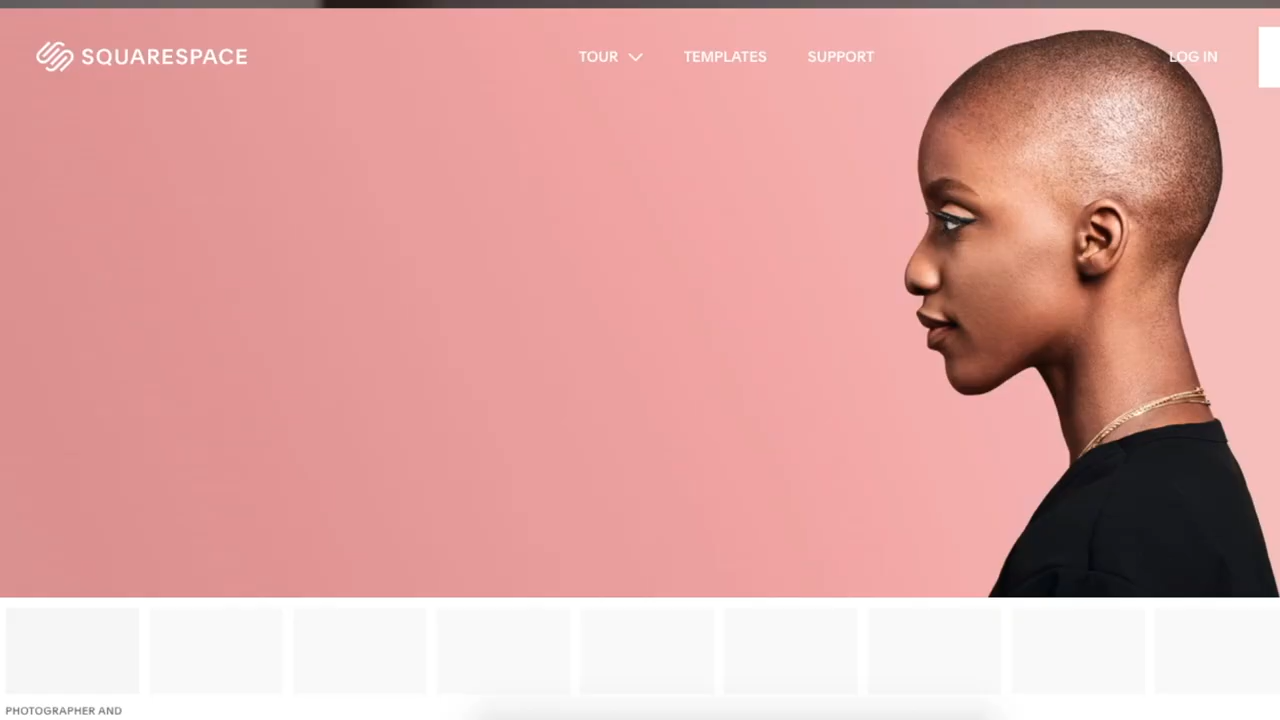 SQUARESPACE
TOUR
TEMPLATES
SUPPORT
LOG IN
PHOTOGRAPHER AND